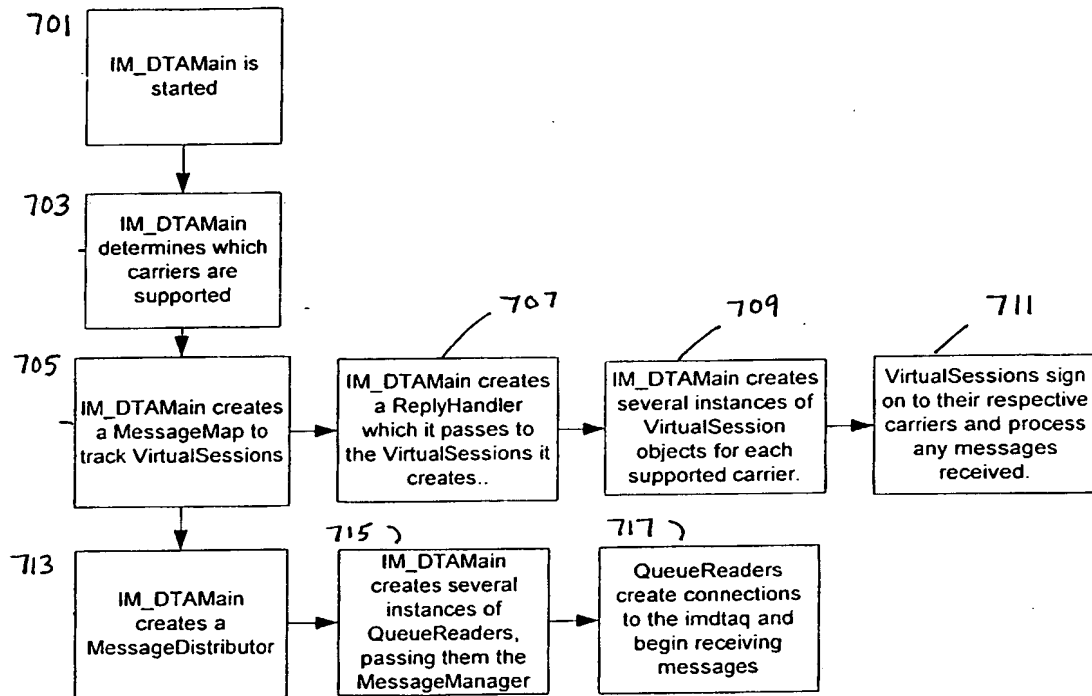 701
IM_DTAMain is
started
703
IM_DTAMain
determines which
carriers are
supported
705
IM_DTAMain creates
a MessageMap to
track VirtualSessions
707
IM_DTAMain creates
a ReplyHandler
which it passes to
the VirtualSessions it
creates..
709
IM_DTAMain creates
several instances of
VirtualSession
objects for each
supported carrier.
711
VirtualSessions sign
on to their respective
carriers and process
any messages
received.
713
IM_DTAMain
creates a
MessageDistributor
715
IM_DTAMain
creates several
instances of
QueueReaders,
passing them the
MessageManager
717
QueueReaders
create connections
to the imdtaq and
begin receiving
messages